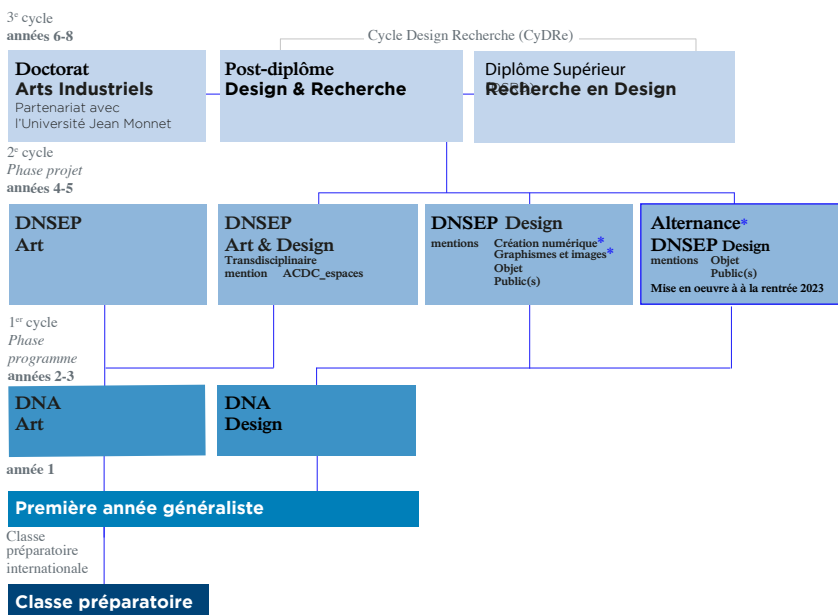 3e cycle
années 6-8
Cycle Design Recherche (CyDRe)
Doctorat
Arts Industriels
Partenariat avec
l'Université Jean Monnet
Post-diplôme
Design & Recherche
Diplôme Supérieur
Recherche en Design
2e cycle
Phase projet
années 4-5
DNSEP
Art
DNSEP
Art & Design
Transdisciplinaire
mention ACDC_espaces
DNSEP Design
mentions Création numérique*
Graphismes et images*
Objet
Public(s)
Alternance*
DNSEP Design
mentions Objet
Public(s)
Mise en oeuvre à à la rentrée 2023
1er cycle
Phase
programme
années 2-3
DNA
Art
DNA
Design
année 1
Première année généraliste
Classe
préparatoire
internationale
Classe préparatoire